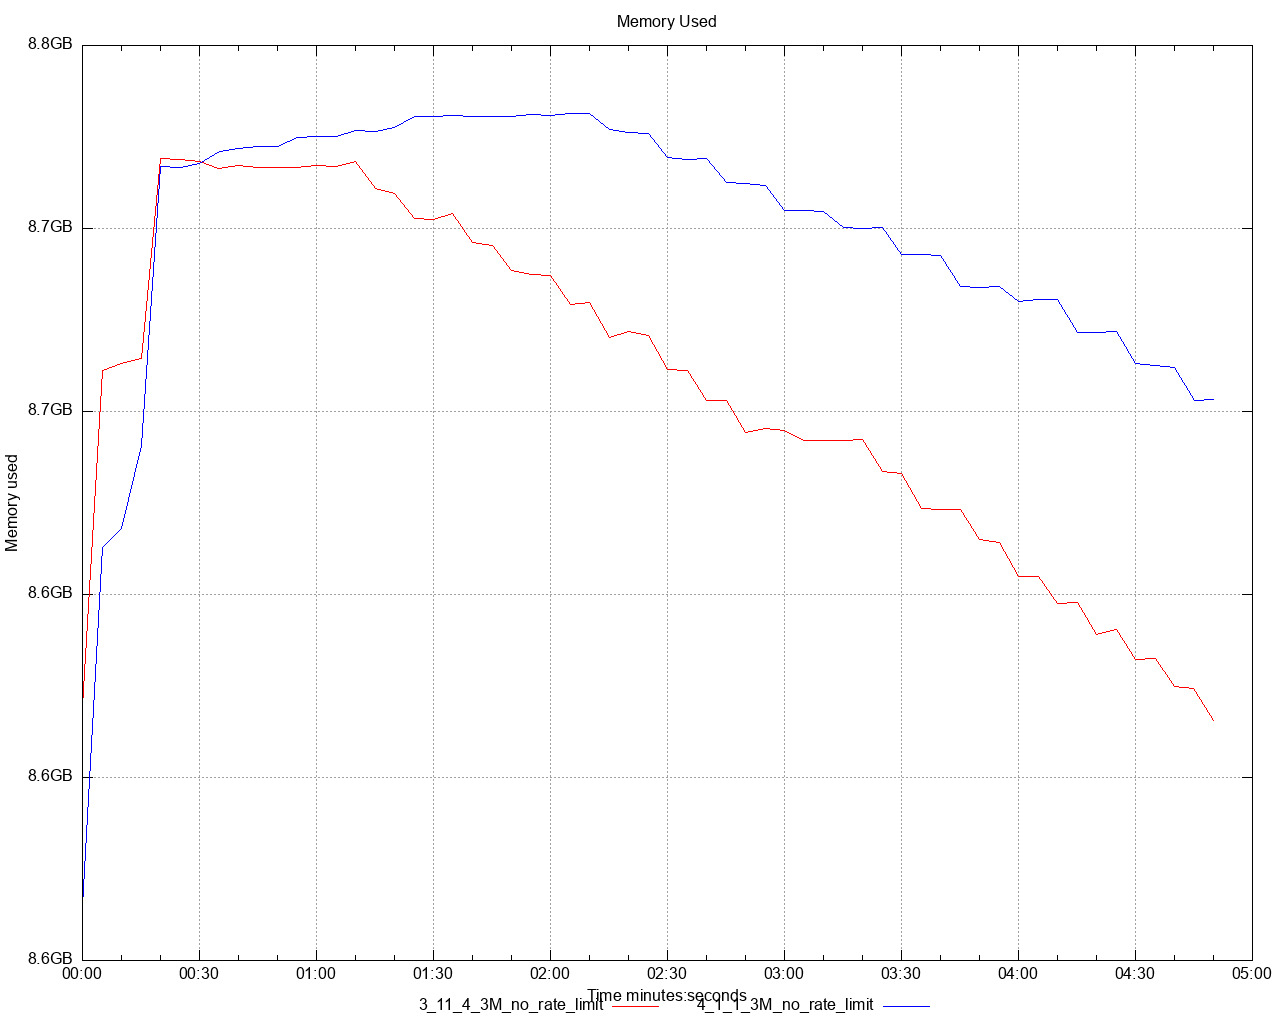 Memory Used
8.8GB
8.7GB
8.7GB
8.6GB
8.6GB
8.6GB
Memory used
00:00 00:30 01:00 01:30 02:00 02:30 03:00 03:30 04:00 04:30 05:00
Time minutes:seconds
3_11_4_3M_no_rate_limit 4_1_1_3M_no_rate_limit